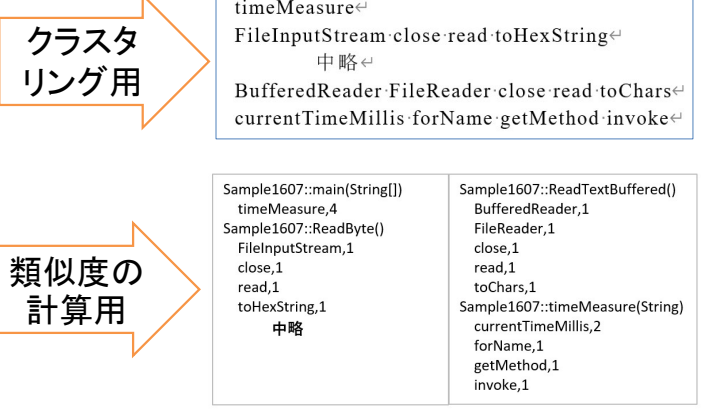 クラスタ
リング用
timeMeasure↵
FileInputStream·close·read·toHexString↵
中略↵
BufferedReader·FileReader·close·read·toChars↵
currentTimeMillis·forName·getMethod·invoke↵
類似度の
計算用
Sample1607::main(String[])
timeMeasure,4
Sample1607::ReadByte()
FileInputStream,1
close,1
read,1
toHexString,1
中略
Sample1607::ReadTextBuffered()
BufferedReader,1
FileReader,1
close,1
read,1
toChars,1
Sample1607::timeMeasure(String)
currentTimeMillis,2
forName,1
getMethod,1
invoke,1